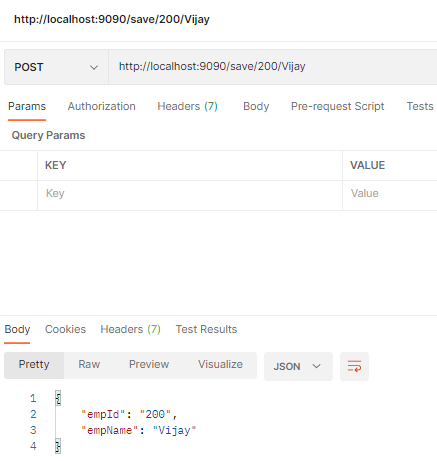 http://localhost:9090/save/200/Vijay
POST http://localhost:9090/save/200/Vijay
Params Authorization Headers (7) Body Pre-request Script Tests
Query Params
KEY VALUE
Key Value
Body Cookies Headers (7) Test Results
Pretty Raw Preview Visualize JSON
1 {
2 "empId": "200",
3 "empName": "Vijay"
4 }